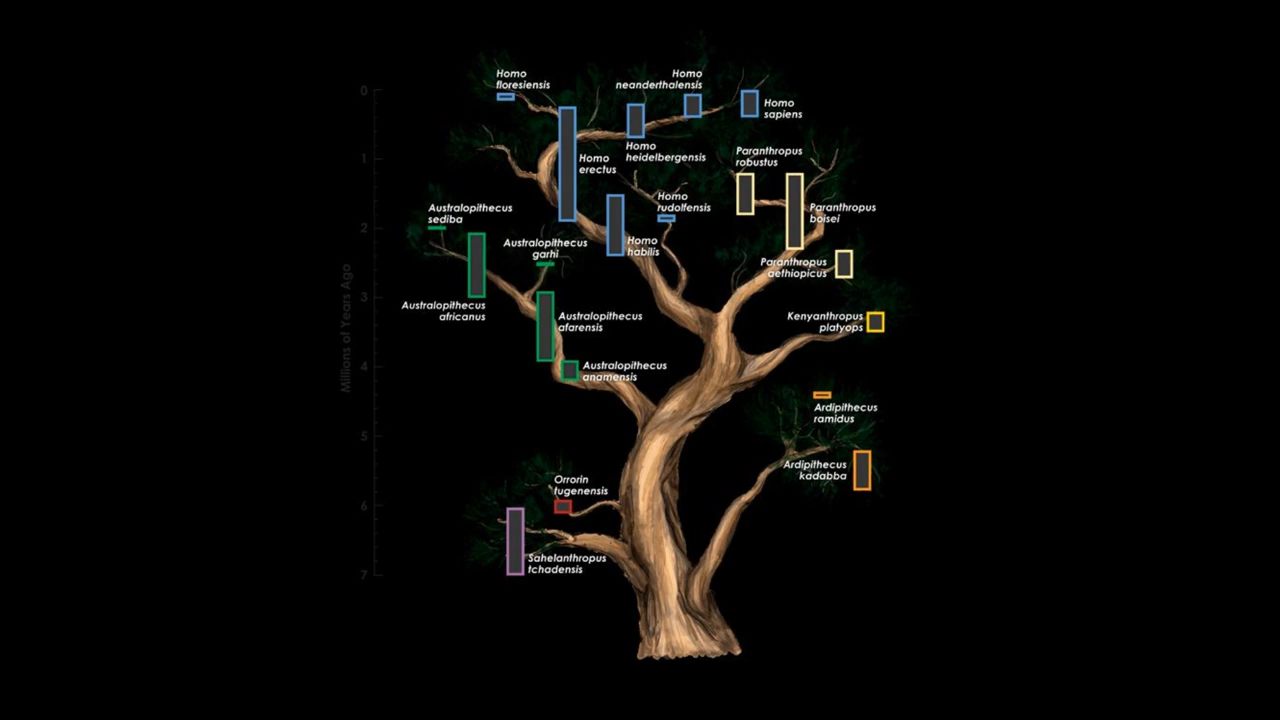 Homo
floresiensis
Homo
neanderthalensis
Homo
sapiens
0
Homo
erectus
Homo
heidelbergensis
Paranthropus
robustus
1
Australopithecus
sediba
Homo
rudolfensis
Paranthropus
boisei
2
Australopithecus
garhi
Homo
habilis
Paranthropus
aethiopicus
3
Australopithecus
africanus
Australopithecus
afarensis
Kenyanthropus
platyops
Millions of Years Ago
4
Australopithecus
anamensis
Ardipithecus
ramidus
5
Ardipithecus
kadabba
Orrorin
tugenensis
6
Sahelanthropus
tchadensis
7